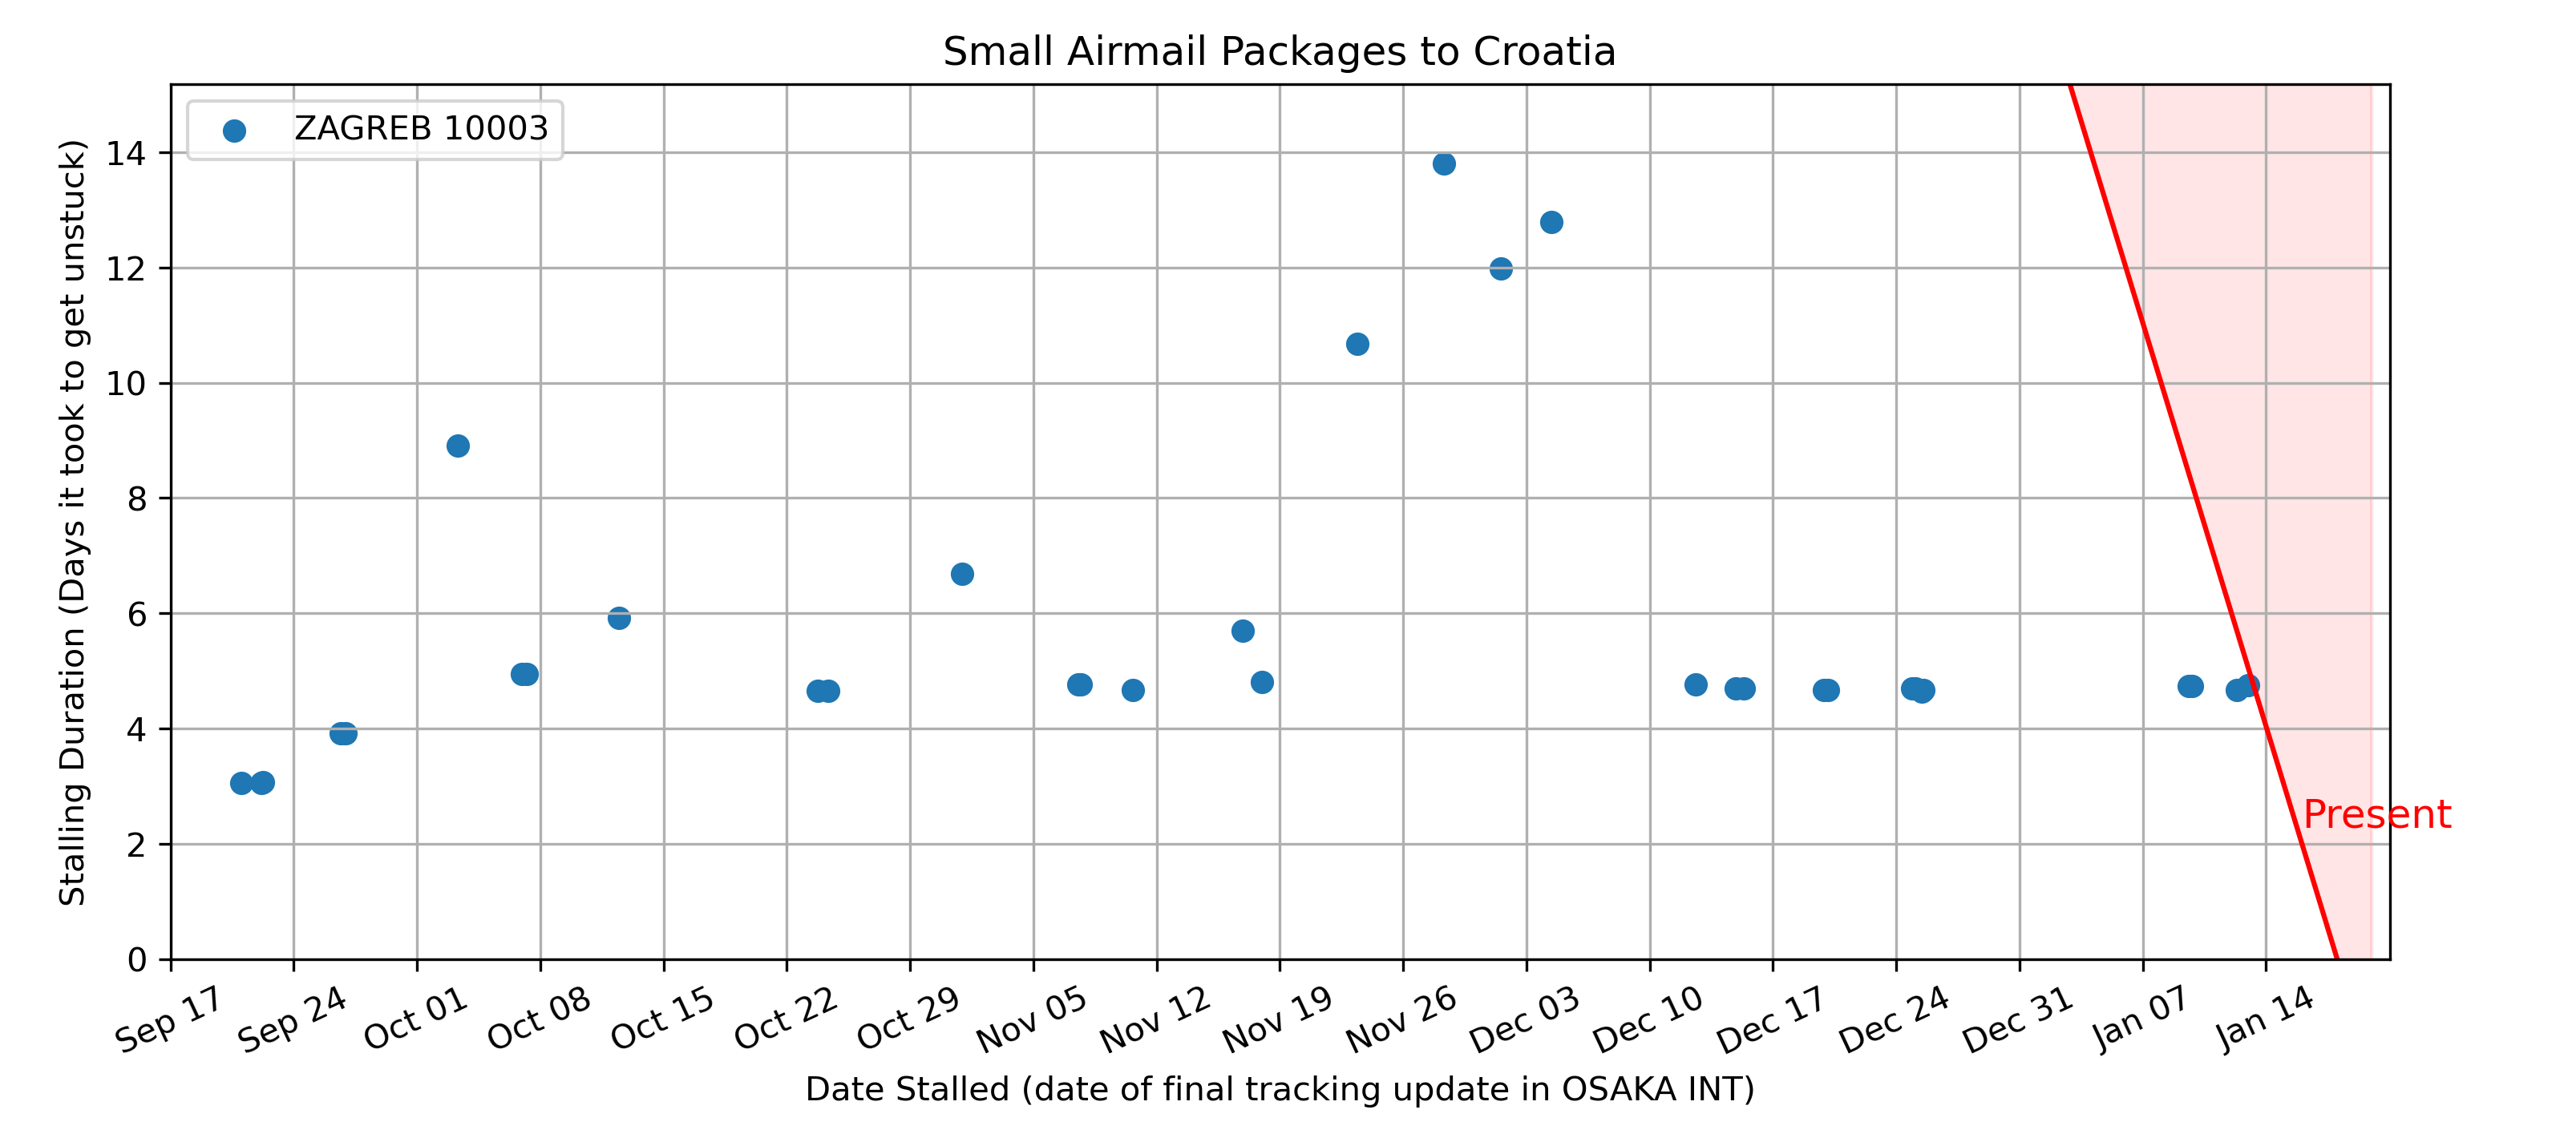 Small Airmail Packages to Croatia
ZAGREB 10003
Stalling Duration (Days it took to get unstuck)
14
12
10
8
6
4
2
0
Present
Sep 17
Sep 24
Oct 01
Oct 08
Oct 15
Oct 22
Oct 29
Nov 05
Nov 12
Nov 19
Nov 26
Dec 03
Dec 10
Dec 17
Dec 24
Dec 31
Jan 07
Jan 14
Date Stalled (date of final tracking update in OSAKA INT)